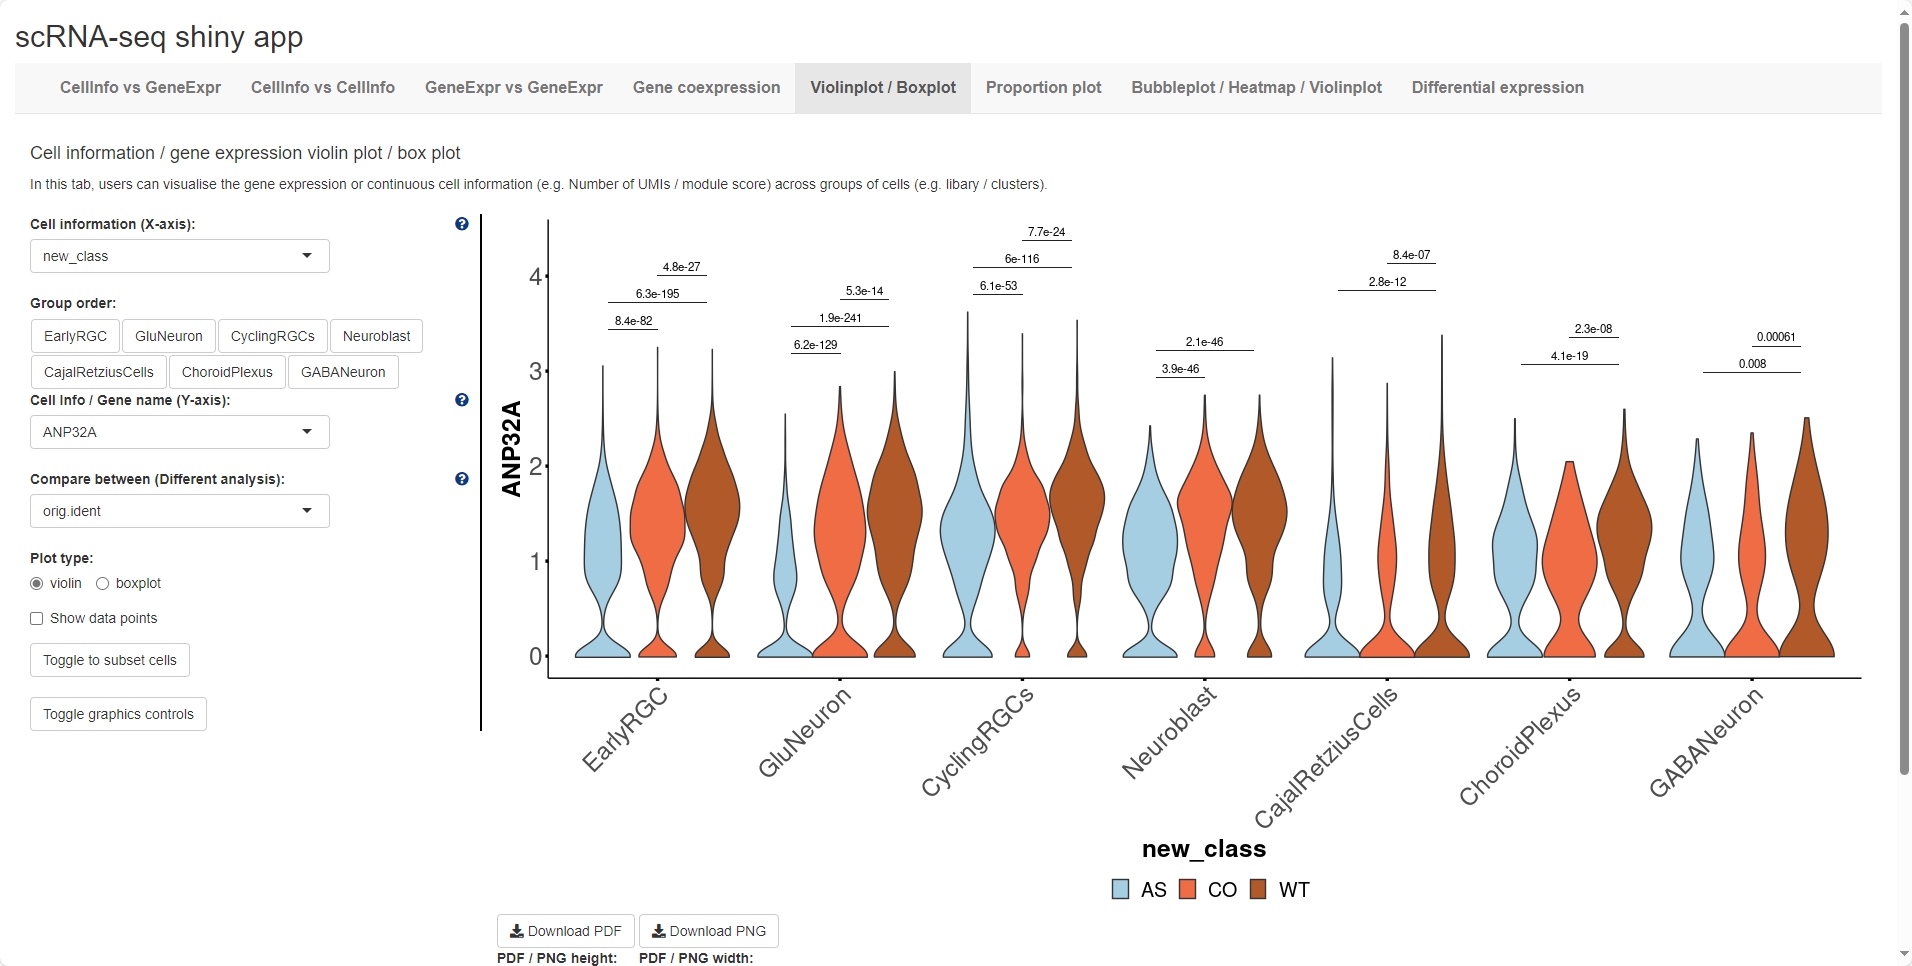 scRNA-seq shiny app
CellInfo vs GeneExpr CellInfo vs CellInfo GeneExpr vs GeneExpr Gene coexpression Violinplot / Boxplot Proportion plot Bubbleplot / Heatmap / Violinplot Differential expression
Cell information / gene expression violin plot / box plot
In this tab, users can visualise the gene expression or continuous cell information (e.g. Number of UMIs / module score) across groups of cells (e.g. libary / clusters).
Cell information (X-axis):
new_class
Group order:
EarlyRGC GluNeuron CyclingRGCs Neuroblast
CajalRetziusCells ChoroidPlexus GABANeuron
Cell Info / Gene name (Y-axis):
ANP32A
Compare between (Different analysis):
orig.ident
Plot type:
violin boxplot
Show data points
Toggle to subset cells
Toggle graphics controls
ANP32A
4
3
2
1
0
4.8e-27
6.3e-195
8.4e-82
5.3e-14
1.9e-241
6.2e-129
7.7e-24
6e-116
6.1e-53
2.1e-46
3.9e-46
8.4e-07
2.8e-12
2.3e-08
4.1e-19
0.00061
0.008
EarlyRGC
GluNeuron
CyclingRGCs
Neuroblast
CajalRetziusCells
ChoroidPlexus
GABANeuron
new_class
AS CO WT
Download PDF Download PNG
PDF / PNG height: PDF / PNG width: